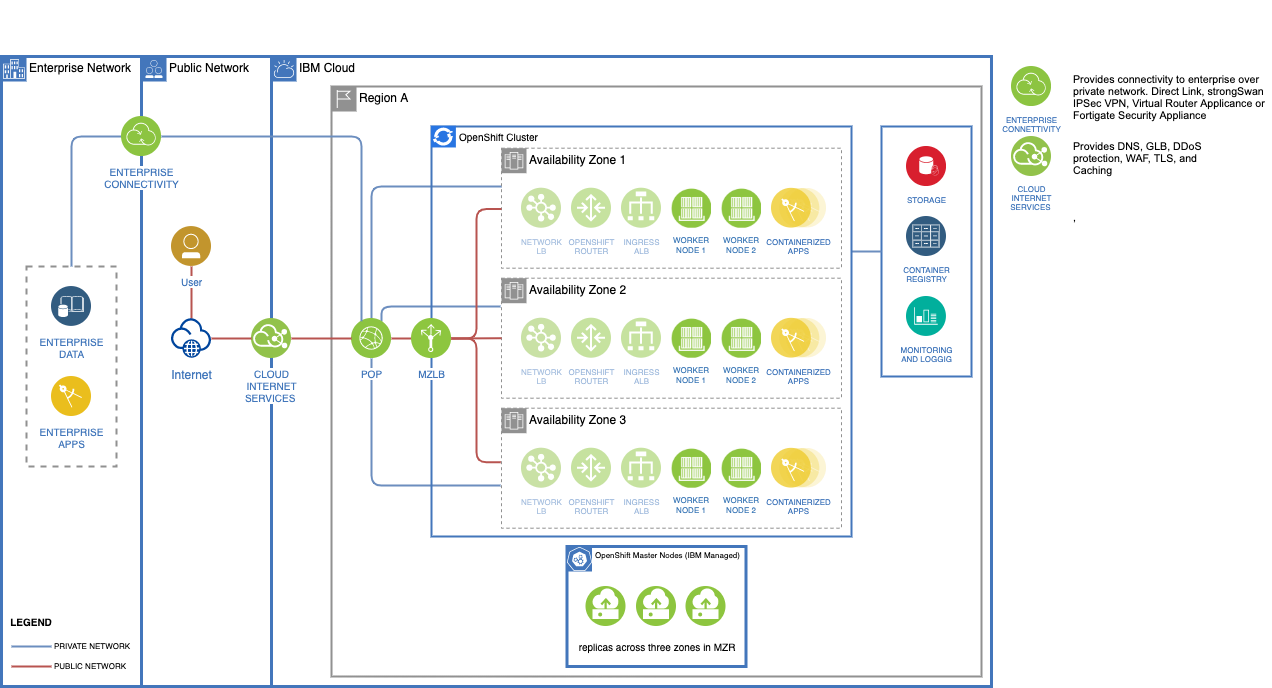 Enterprise Network
Public Network
IBM Cloud
Region A
OpenShift Cluster
Availability Zone 1
NETWORK
LB
OPENSHIFT
ROUTER
INGRESS
ALB
WORKER
NODE 1
WORKER
NODE 2
CONTAINERIZED
APPS
Availability Zone 2
NETWORK
LB
OPENSHIFT
ROUTER
INGRESS
ALB
WORKER
NODE 1
WORKER
NODE 2
CONTAINERIZED
APPS
Availability Zone 3
NETWORK
LB
OPENSHIFT
ROUTER
INGRESS
ALB
WORKER
NODE 1
WORKER
NODE 2
CONTAINERIZED
APPS
ENTERPRISE
CONNECTIVITY
User
Internet
ENTERPRISE
DATA
ENTERPRISE
APPS
CLOUD
INTERNET
SERVICES
POP
MZLB
STORAGE
CONTAINER
REGISTRY
MONITORING
AND LOGGIG
OpenShift Master Nodes (IBM Managed)
replicas across three zones in MZR
LEGEND
PRIVATE NETWORK
PUBLIC NETWORK
ENTERPRISE
CONNETTIVITY
Provides connectivity to enterprise over
private network. Direct Link, strongSwan
IPSec VPN, Virtual Router Applicance or
Fortigate Security Appliance
CLOUD
INTERNET
SERVICES
Provides DNS, GLB, DDoS
protection, WAF, TLS, and
Caching
,